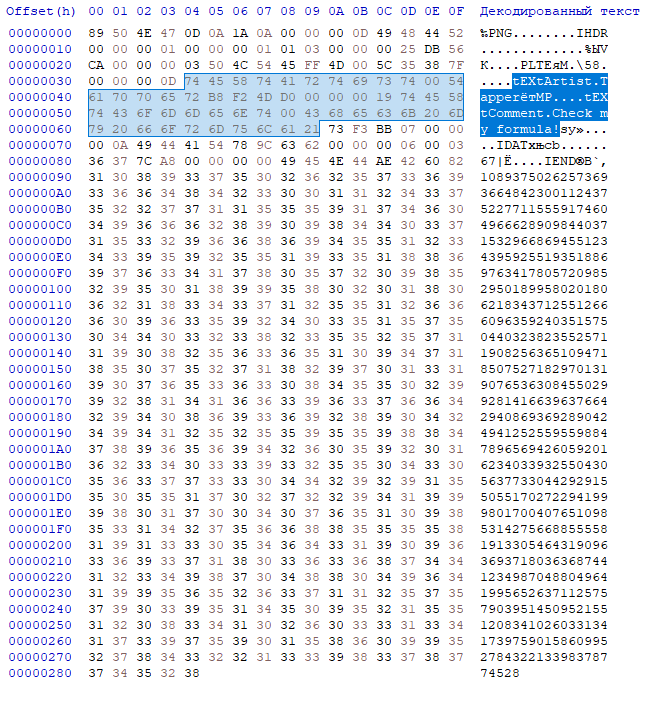 Offset(h) 00 01 02 03 04 05 06 07 08 09 0A 0B 0C 0D 0E 0F Декодированный текст
00000000 89 50 4E 47 0D 0A 1A 0A 00 00 00 0D 49 48 44 52 ‰PNG........IHDR
00000010 00 00 00 01 00 00 00 01 01 03 00 00 00 25 DB 56 .............%ЫV
00000020 CA 00 00 00 03 50 4C 54 45 FF 4D 00 5C 35 38 7F К....PLTEяM.\58.
00000030 00 00 00 0D 74 45 58 74 41 72 74 69 73 74 00 54 ....tEXtArtist.T
00000040 61 70 70 65 72 B8 F2 4D D0 00 00 00 19 74 45 58 apperётMР....tEX
00000050 74 43 6F 6D 6D 65 6E 74 00 43 68 65 63 6B 20 6D tComment.Check m
00000060 79 20 66 6F 72 6D 75 6C 61 21 73 F3 BB 07 00 00 y formula!sу»...
00000070 00 0A 49 44 41 54 78 9C 63 62 00 00 00 06 00 03 ..IDATxњcb......
00000080 36 37 7C A8 00 00 00 00 49 45 4E 44 AE 42 60 82 67|Ё....IEND®B`‚
00000090 31 30 38 39 33 37 35 30 32 36 32 35 37 33 36 39 1089375026257369
000000A0 33 36 36 34 38 34 32 33 30 30 31 31 32 34 33 37 3664842300112437
000000B0 35 32 32 37 37 31 31 35 35 35 39 31 37 34 36 30 5227711555917460
000000C0 34 39 36 36 36 32 38 39 30 39 38 34 34 30 33 37 4966628909844037
000000D0 31 35 33 32 39 36 36 38 36 39 34 35 35 31 32 33 1532966869455123
000000E0 34 33 39 35 39 32 35 35 31 39 33 35 31 38 38 36 4395925519351886
000000F0 39 37 36 33 34 31 37 38 30 35 37 32 30 39 38 35 9763417805720985
00000100 32 39 35 30 31 38 39 39 35 38 30 32 30 31 38 30 2950189958020180
00000110 36 32 31 38 33 34 33 37 31 32 35 35 31 32 36 36 6218343712551266
00000120 36 30 39 36 33 35 39 32 34 30 33 35 31 35 37 35 6096359240351575
00000130 30 34 34 30 33 32 33 38 32 33 35 35 32 35 37 31 0440323823552571
00000140 31 39 30 38 32 35 36 33 36 35 31 30 39 34 37 31 1908256365109471
00000150 38 35 30 37 35 32 37 31 38 32 39 37 30 31 33 31 8507527182970131
00000160 39 30 37 36 35 33 36 33 30 38 34 35 35 30 32 39 9076536308455029
00000170 39 32 38 31 34 31 36 36 33 39 36 33 37 36 36 34 9281416639637664
00000180 32 39 34 30 38 36 39 33 36 39 32 38 39 30 34 32 2940869369289042
00000190 34 39 34 31 32 35 32 35 35 39 35 35 39 38 38 34 4941252559559884
000001A0 37 38 39 36 35 36 39 34 32 36 30 35 39 32 30 31 7896569426059201
000001B0 36 32 33 34 30 33 33 39 33 32 35 35 30 34 33 30 6234033932550430
000001C0 35 36 33 37 37 33 33 30 34 34 32 39 32 39 31 35 5637733044292915
000001D0 35 30 35 35 31 37 30 32 37 32 32 39 34 31 39 39 5055170272294199
000001E0 39 38 30 31 37 30 30 34 30 37 36 35 31 30 39 38 9801700407651098
000001F0 35 33 31 34 32 37 35 36 36 38 38 35 35 35 35 38 5314275668855558
00000200 31 39 31 33 33 30 35 34 36 34 33 31 39 30 39 36 1913305464319096
00000210 33 36 39 33 37 31 38 30 33 36 33 36 38 37 34 34 3693718036368744
00000220 31 32 33 34 39 38 37 30 34 38 38 30 34 39 36 34 1234987048804964
00000230 31 39 39 35 36 35 32 36 33 37 31 31 32 35 37 35 1995652637112575
00000240 37 39 30 33 39 35 31 34 35 30 39 35 32 31 35 35 7903951450952155
00000250 31 32 30 38 33 34 31 30 32 36 30 33 33 31 33 34 1208341026033134
00000260 31 37 33 39 37 35 39 30 31 35 38 36 30 39 39 35 1739759015860995
00000270 32 37 38 34 33 32 32 31 33 33 39 38 33 37 38 37 2784322133983787
00000280 37 34 35 32 38 74528